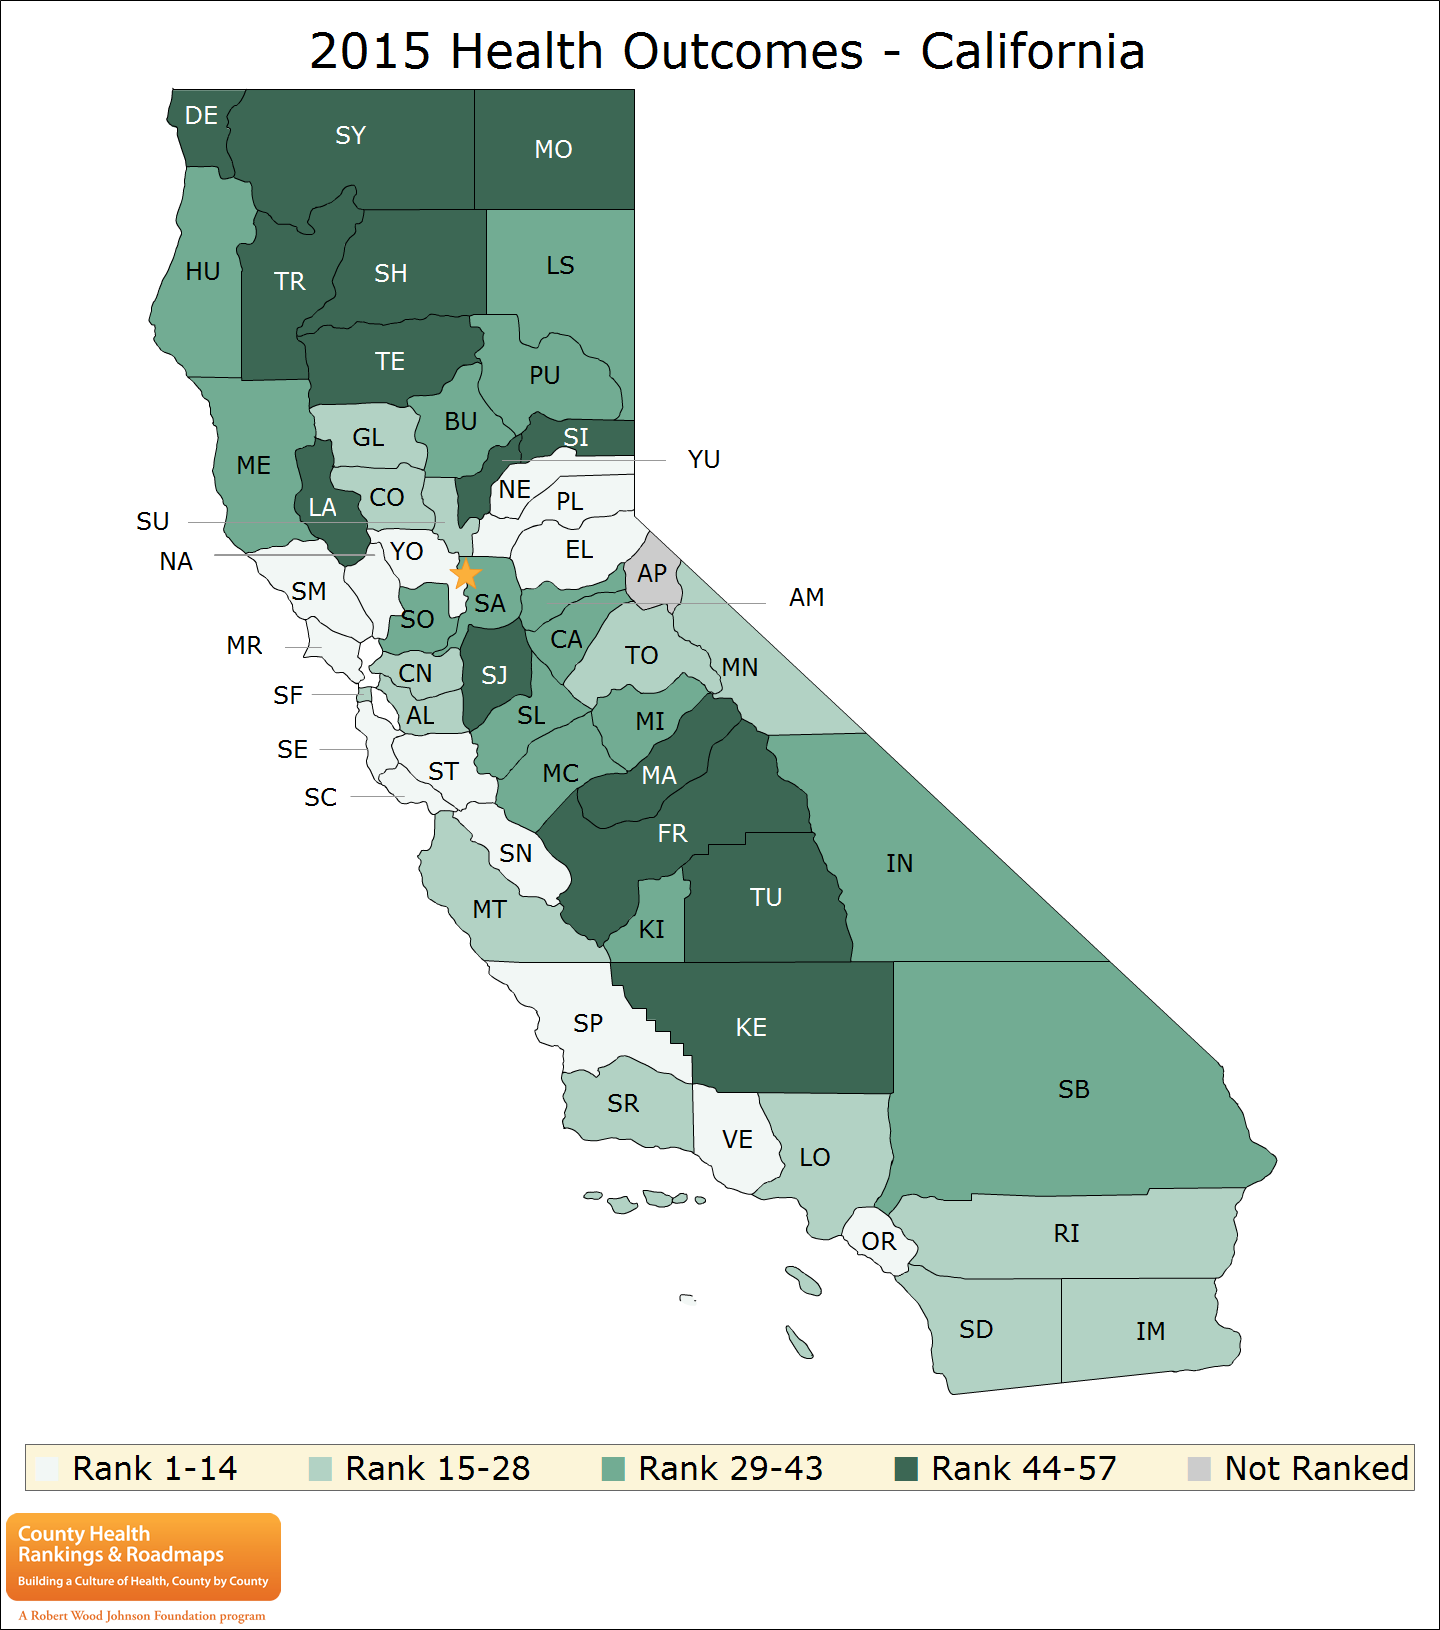 2015 Health Outcomes - California
DE
SY
MO
HU
TR
SH
LS
TE
PU
BU
GL
SI
ME
YU
NE
CO
PL
LA
SU
YO
EL
NA
AP
SM
AM
SA
SO
CA
MR
TO
MN
CN
SJ
SF
AL
SL
MI
SE
ST
MC
MA
SC
FR
SN
IN
TU
MT
KI
SP
KE
SB
SR
VE
LO
RI
OR
SD
IM
Rank 1-14 Rank 15-28 Rank 29-43 Rank 44-57 Not Ranked
County Health
Rankings & Roadmaps
Building a Culture of Health, County by County
A Robert Wood Johnson Foundation program